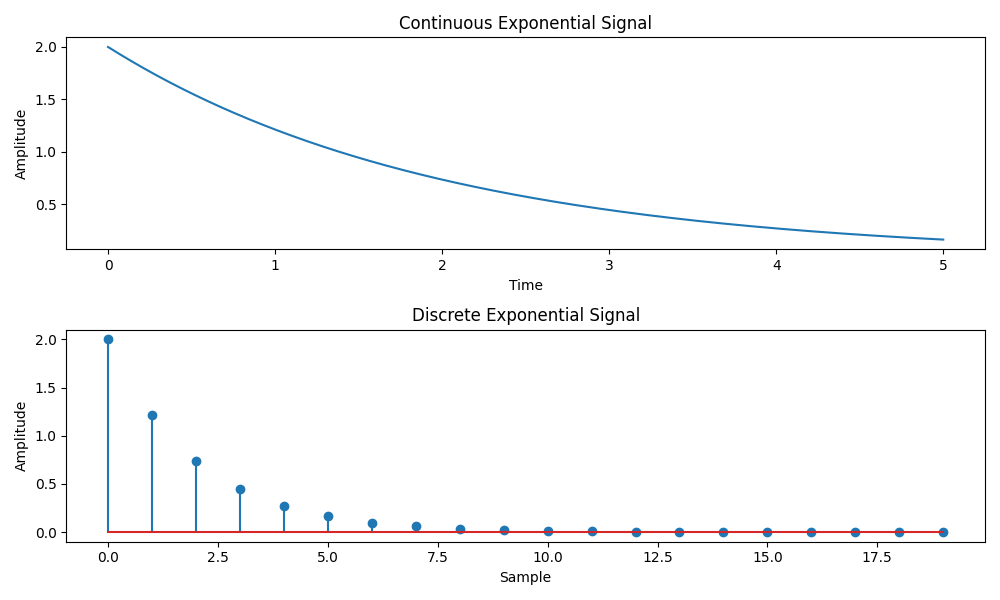 Continuous Exponential Signal
2.0
1.5
1.0
0.5
Amplitude
0 1 2 3 4 5
Time
Discrete Exponential Signal
2.0
1.5
1.0
0.5
0.0
Amplitude
0.0 2.5 5.0 7.5 10.0 12.5 15.0 17.5
Sample